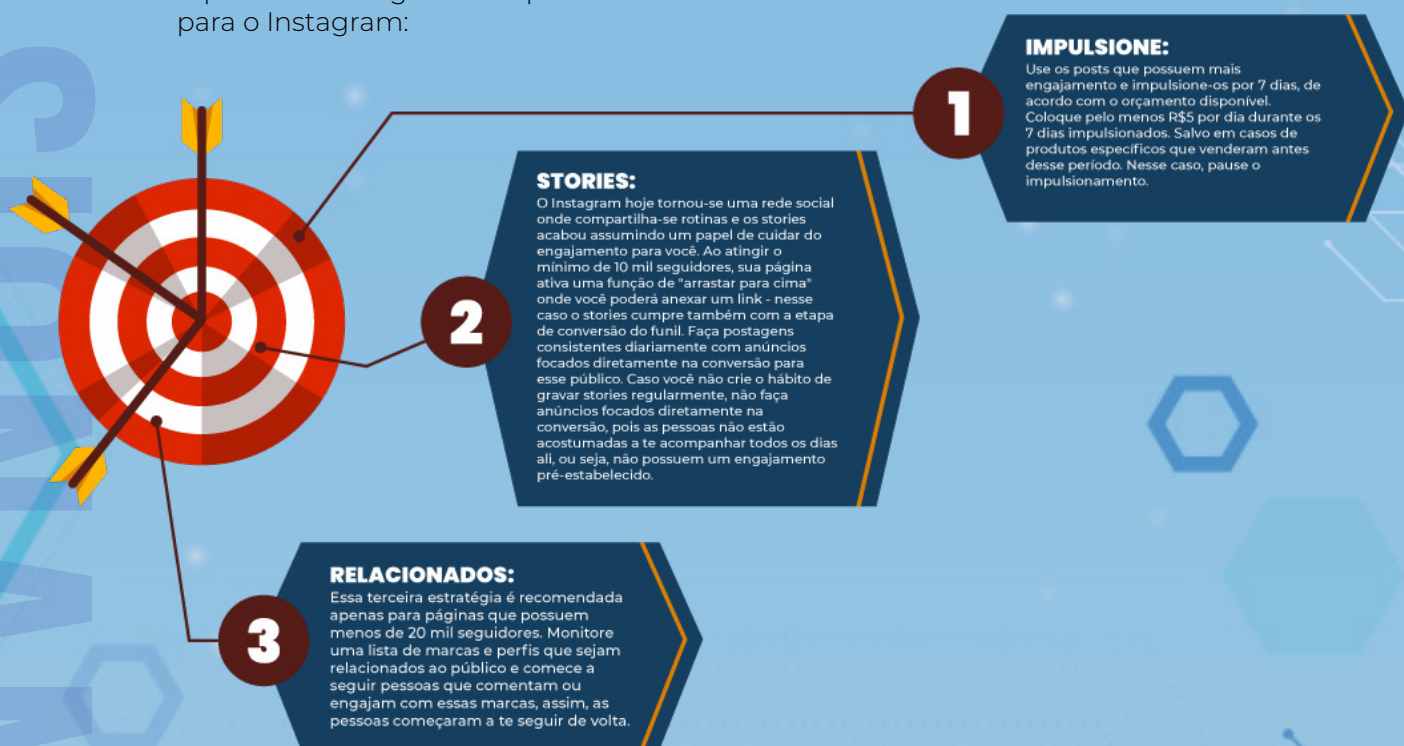 para o Instagram:
1
IMPULSIONE:
Use os posts que possuem mais
engajamento e impulsione-os por 7 dias, de
acordo com o orçamento disponível.
Coloque pelo menos R$5 por dia durante os
7 dias impulsionados. Salvo em casos de
produtos específicos que venderam antes
desse período. Nesse caso, pause o
impulsionamento.
2
STORIES:
O Instagram hoje tornou-se uma rede social
onde compartilha-se rotinas e os stories
acabou assumindo um papel de cuidar do
engajamento para você. Ao atingir o
mínimo de 10 mil seguidores, sua página
ativa uma função de "arrastar para cima"
onde você poderá anexar um link - nesse
caso o stories cumpre também com a etapa
de conversão do funil. Faça postagens
consistentes diariamente com anúncios
focados diretamente na conversão para
esse público. Caso você não crie o hábito de
gravar stories regularmente, não faça
anúncios focados diretamente na
conversão, pois as pessoas não estão
acostumadas a te acompanhar todos os dias
ali, ou seja, não possuem um engajamento
pré-estabelecido.
3
RELACIONADOS:
Essa terceira estratégia é recomendada
apenas para páginas que possuem
menos de 20 mil seguidores. Monitore
uma lista de marcas e perfis que sejam
relacionados ao público e comece a
seguir pessoas que comentam ou
engajam com essas marcas, assim, as
pessoas começaram a te seguir de volta.